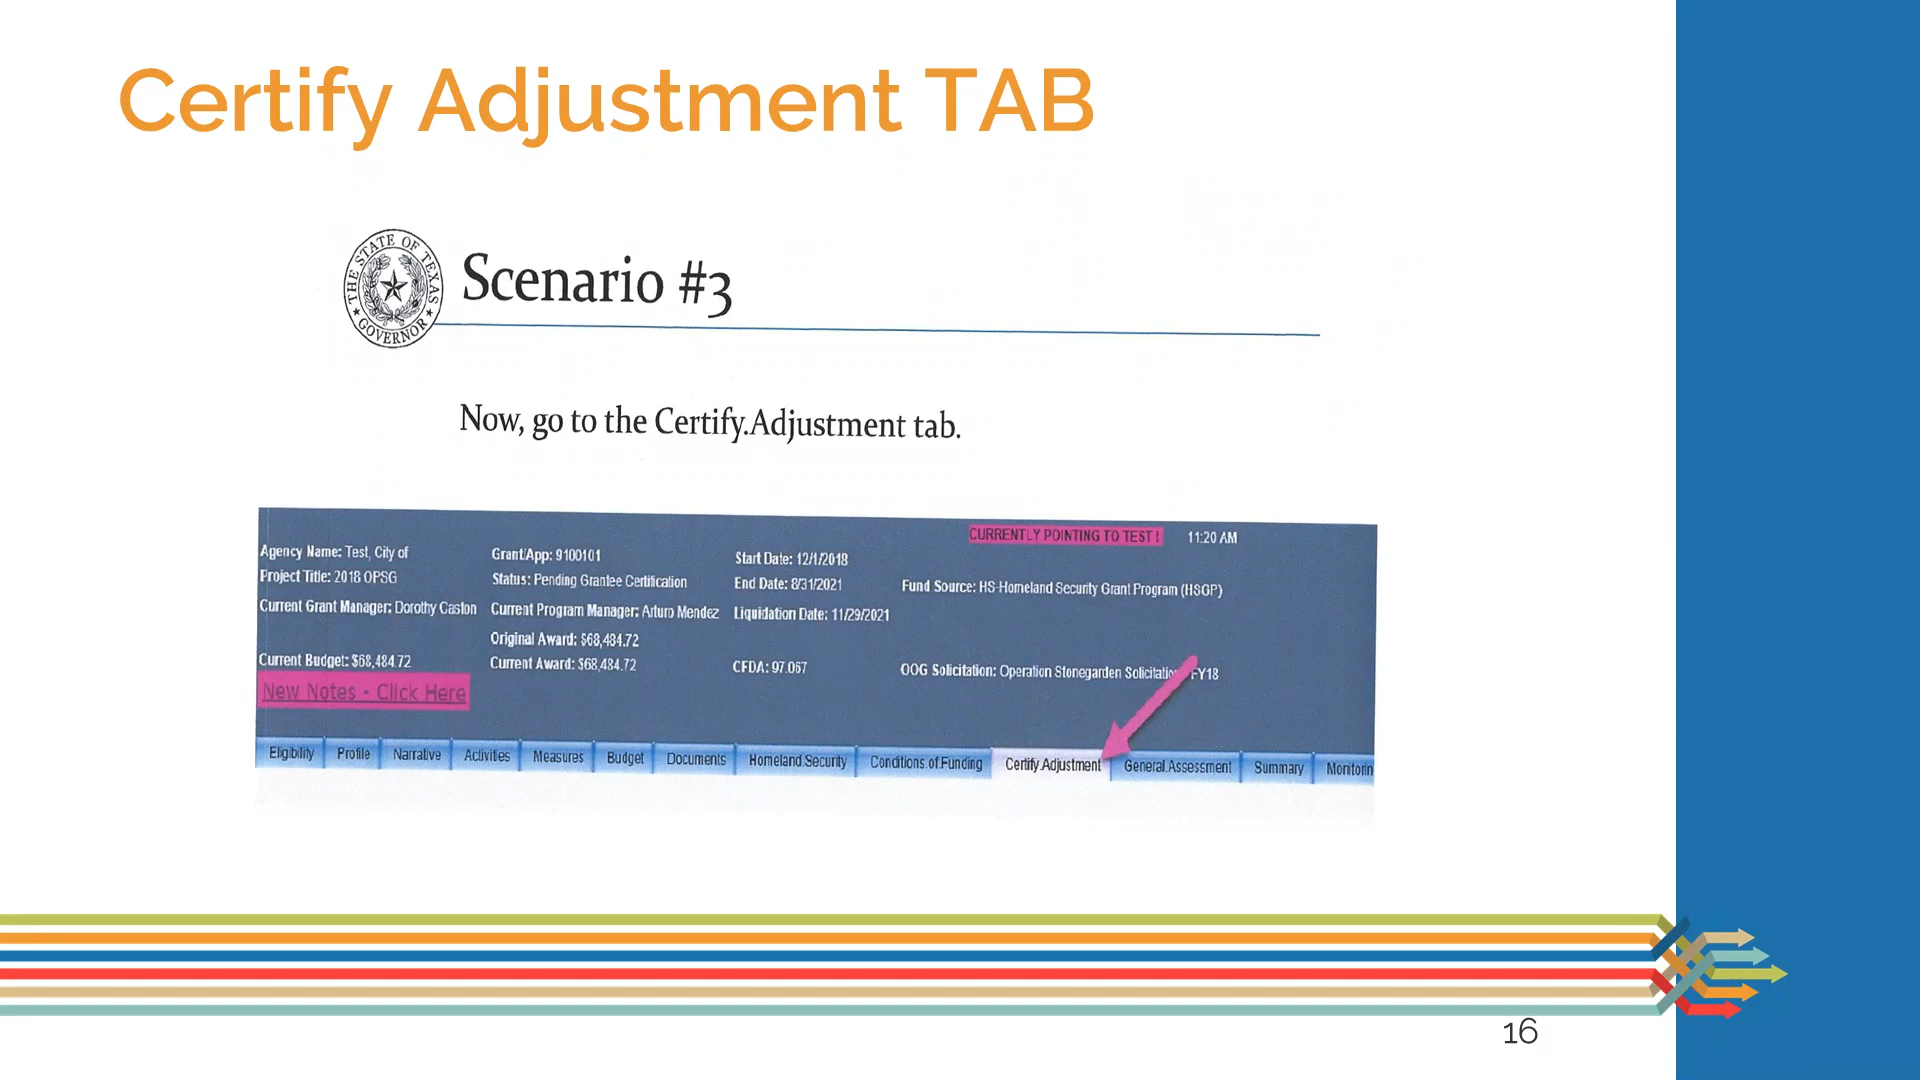 Certify Adjustment TAB
THE STATE OF TEXAS
GOVERNOR
Scenario #3
Now, go to the Certify.Adjustment tab.
CURRENTLY POINTING TO TEST! 11:20 AM
Agency Name: Test, City of Grant/App: 9100101 Start Date: 12/1/2018
Project Title: 2018 OPSG Status: Pending Grantee Certification End Date: 8/31/2021 Fund Source: HS-Homeland Security Grant Program (HSGP)
Current Grant Manager: Dorothy Caston Current Program Manager: Arturo Mendez Liquidation Date: 11/29/2021
Original Award: $68,484.72
Current Budget: $68,484.72 Current Award: $68,484.72 CFDA: 97.067 OOG Solicitation: Operation Stonegarden Solicitatio FY18
New Notes - Click Here
Eligibility Profile Narrative Activities Measures Budget Documents Homeland.Security Conditions.of.Funding Certify.Adjustment General.Assessment Summary Monitorin
16